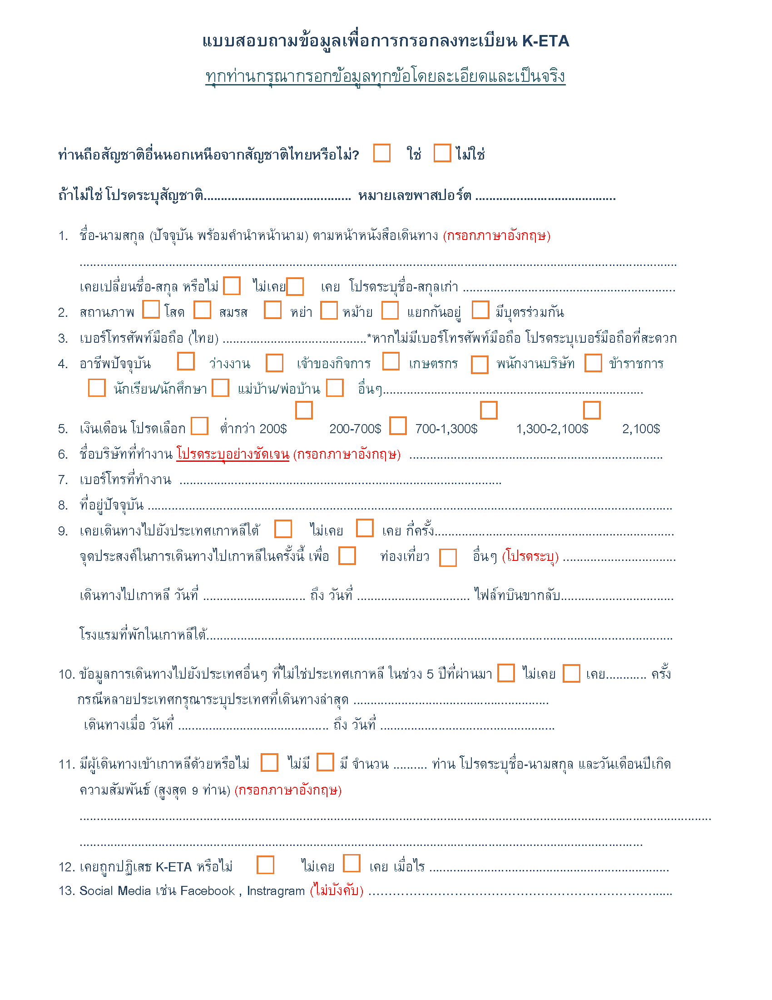 แบบสอบถามข้อมูลเพื่อการกรอกลงทะเบียน K-ETA
ทุกท่านกรุณากรอกข้อมูลทุกข้อโดยละเอียดและเป็นจริง
ท่านถือสัญชาติอื่นนอกเหนือจากสัญชาติไทยหรือไม่? ☐ ใช่ ☐ ไม่ใช่
ถ้าไม่ใช่ โปรดระบุสัญชาติ........................................... หมายเลขพาสปอร์ต .........................................
1. ชื่อ-นามสกุล (ปัจจุบัน พร้อมคำนำหน้านาม) ตามหน้าหนังสือเดินทาง (กรอกภาษาอังกฤษ)
..............................................................................................................................
เคยเปลี่ยนชื่อ-สกุล หรือไม่ ☐ ไม่เคย ☐ เคย โปรดระบุชื่อ-สกุลเก่า ..............................................................
2. สถานภาพ ☐ โสด ☐ สมรส ☐ หย่า ☐ หม้าย ☐ แยกกันอยู่ ☐ มีบุตรร่วมกัน
3. เบอร์โทรศัพท์มือถือ (ไทย) ..........................................*หากไม่มีเบอร์โทรศัพท์มือถือ โปรดระบุเบอร์มือถือที่สะดวก
4. อาชีพปัจจุบัน ☐ ว่างงาน ☐ เจ้าของกิจการ ☐ เกษตรกร ☐ พนักงานบริษัท ☐ ข้าราชการ
☐ นักเรียน/นักศึกษา ☐ แม่บ้าน/พ่อบ้าน ☐ อื่นๆ............................................................................
5. เงินเดือน โปรดเลือก ☐ ต่ำกว่า 200$ ☐ 200-700$ ☐ 700-1,300$ ☐ 1,300-2,100$ ☐ 2,100$
6. ชื่อบริษัทที่ทำงาน โปรดระบุอย่างชัดเจน (กรอกภาษาอังกฤษ) ..........................................................................
7. เบอร์โทรที่ทำงาน ..............................................................................................
8. ที่อยู่ปัจจุบัน ..............................................................................................................................
9. เคยเดินทางไปยังประเทศเกาหลีใต้ ☐ ไม่เคย ☐ เคย กี่ครั้ง......................................................................
จุดประสงค์ในการเดินทางไปเกาหลีในครั้งนี้ เพื่อ ☐ ท่องเที่ยว ☐ อื่นๆ (โปรดระบุ) .................................
เดินทางไปเกาหลี วันที่ .............................. ถึง วันที่ ................................. ไฟล์ทบินขากลับ.................................
โรงแรมที่พักในเกาหลีใต้..............................................................................................................................
10. ข้อมูลการเดินทางไปยังประเทศอื่นๆ ที่ไม่ใช่ประเทศเกาหลี ในช่วง 5 ปีที่ผ่านมา ☐ ไม่เคย ☐ เคย............ ครั้ง
กรณีหลายประเทศกรุณาระบุประเทศที่เดินทางล่าสุด .........................................................
เดินทางเมื่อ วันที่ ............................................ ถึง วันที่ ...................................................
11. มีผู้เดินทางเข้าเกาหลีด้วยหรือไม่ ☐ ไม่มี ☐ มี จำนวน .......... ท่าน โปรดระบุชื่อ-นามสกุล และวันเดือนปีเกิด
ความสัมพันธ์ (สูงสุด 9 ท่าน) (กรอกภาษาอังกฤษ)
..............................................................................................................................
..............................................................................................................................
12. เคยถูกปฏิเสธ K-ETA หรือไม่ ☐ ไม่เคย ☐ เคย เมื่อไร ......................................................................
13. Social Media เช่น Facebook , Instragram (ไม่บังคับ) ..........................................................................